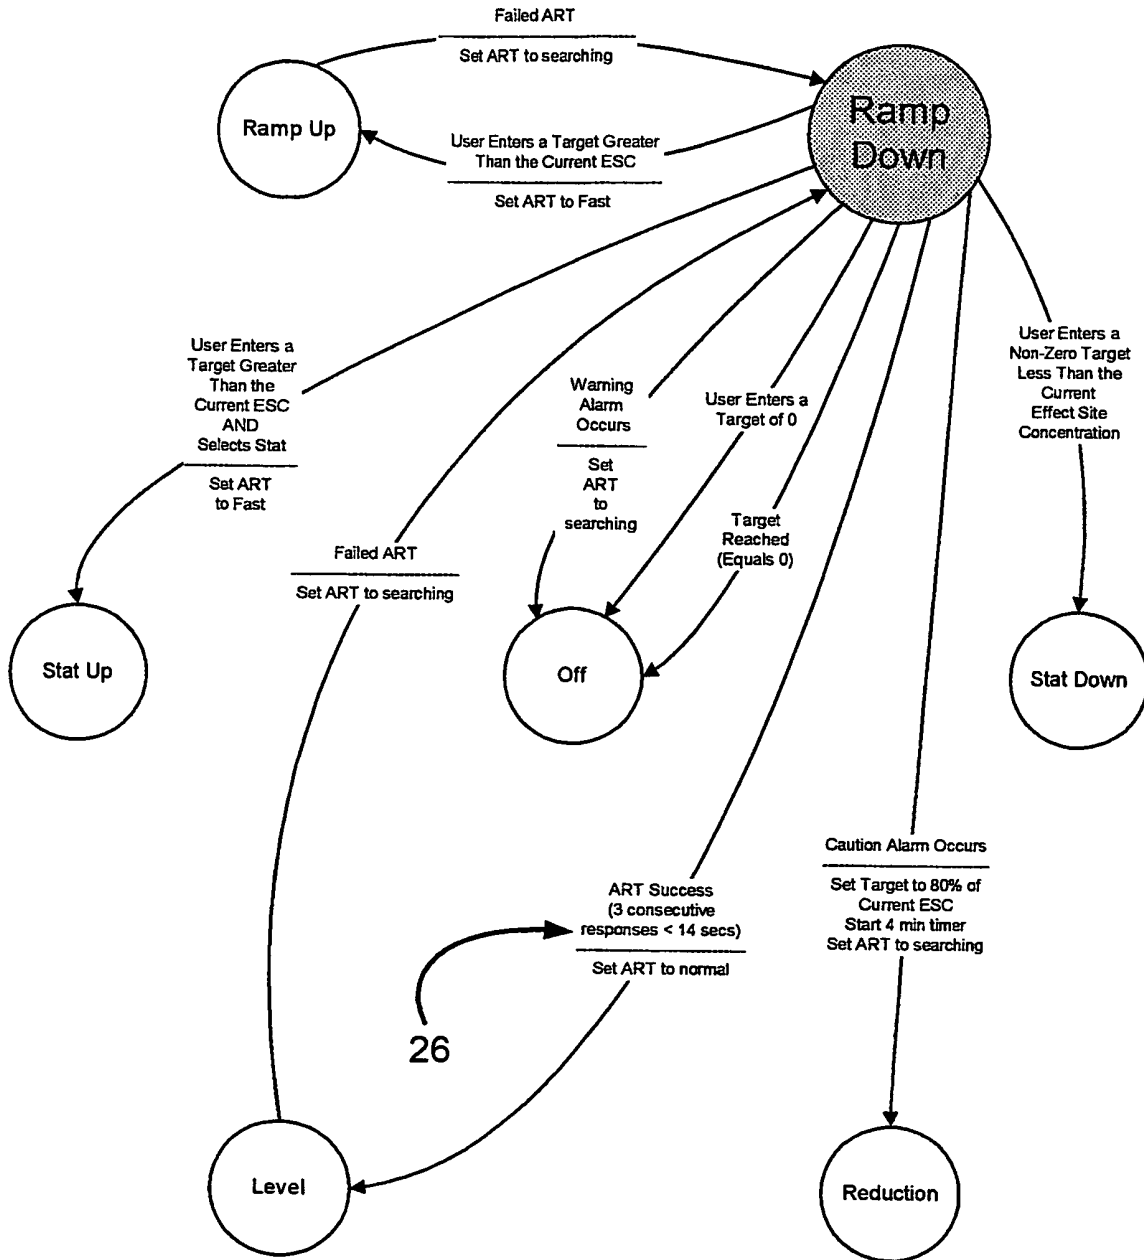 Failed ART
Set ART to searching
Ramp Up
Ramp
Down
User Enters a Target Greater
Than the Current ESC
Set ART to Fast
User Enters a
Target Greater
Than the
Current ESC
AND
Selects Stat
Set ART
to Fast
Warning
Alarm
Occurs
Set
ART
to
searching
User Enters a
Target of 0
User Enters a
Non-Zero Target
Less Than the
Current
Effect Site
Concentration
Target
Reached
(Equals 0)
Failed ART
Set ART to searching
Stat Up
Off
Stat Down
Caution Alarm Occurs
Set Target to 80% of
Current ESC
Start 4 min timer
Set ART to searching
ART Success
(3 consecutive
responses < 14 secs)
Set ART to normal
26
Level
Reduction